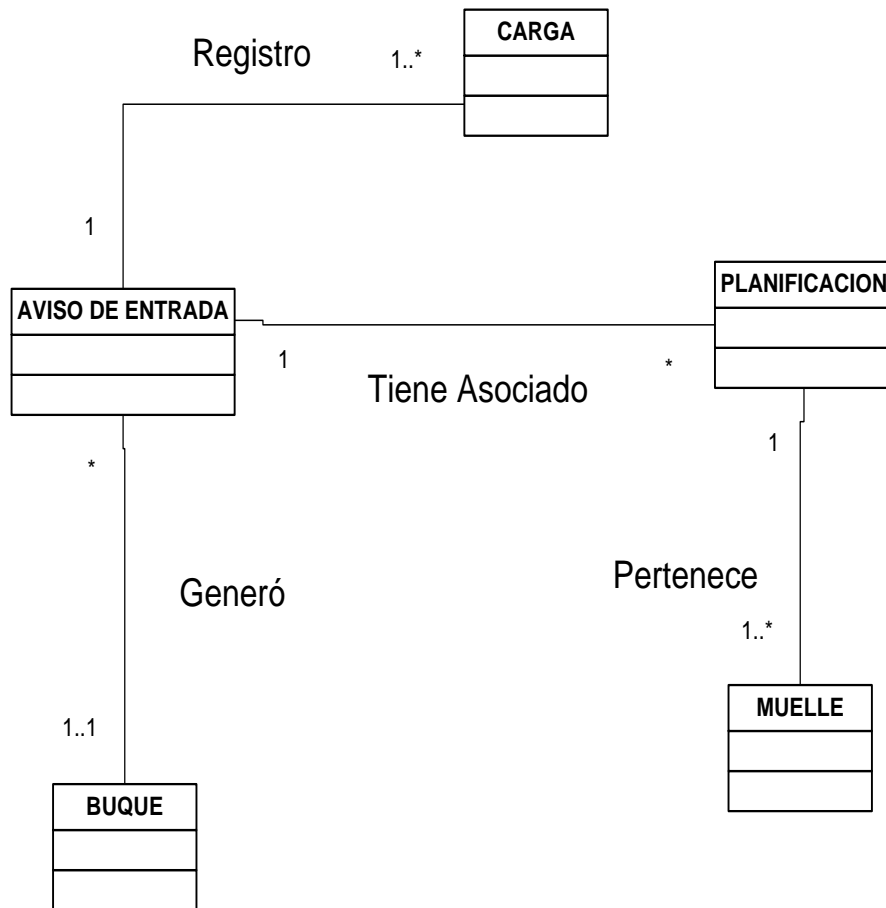 CARGA
Registro
1..*
1
AVISO DE ENTRADA
PLANIFICACION
1
*
Tiene Asociado
*
1
Generó
Pertenece
1..*
MUELLE
1..1
BUQUE